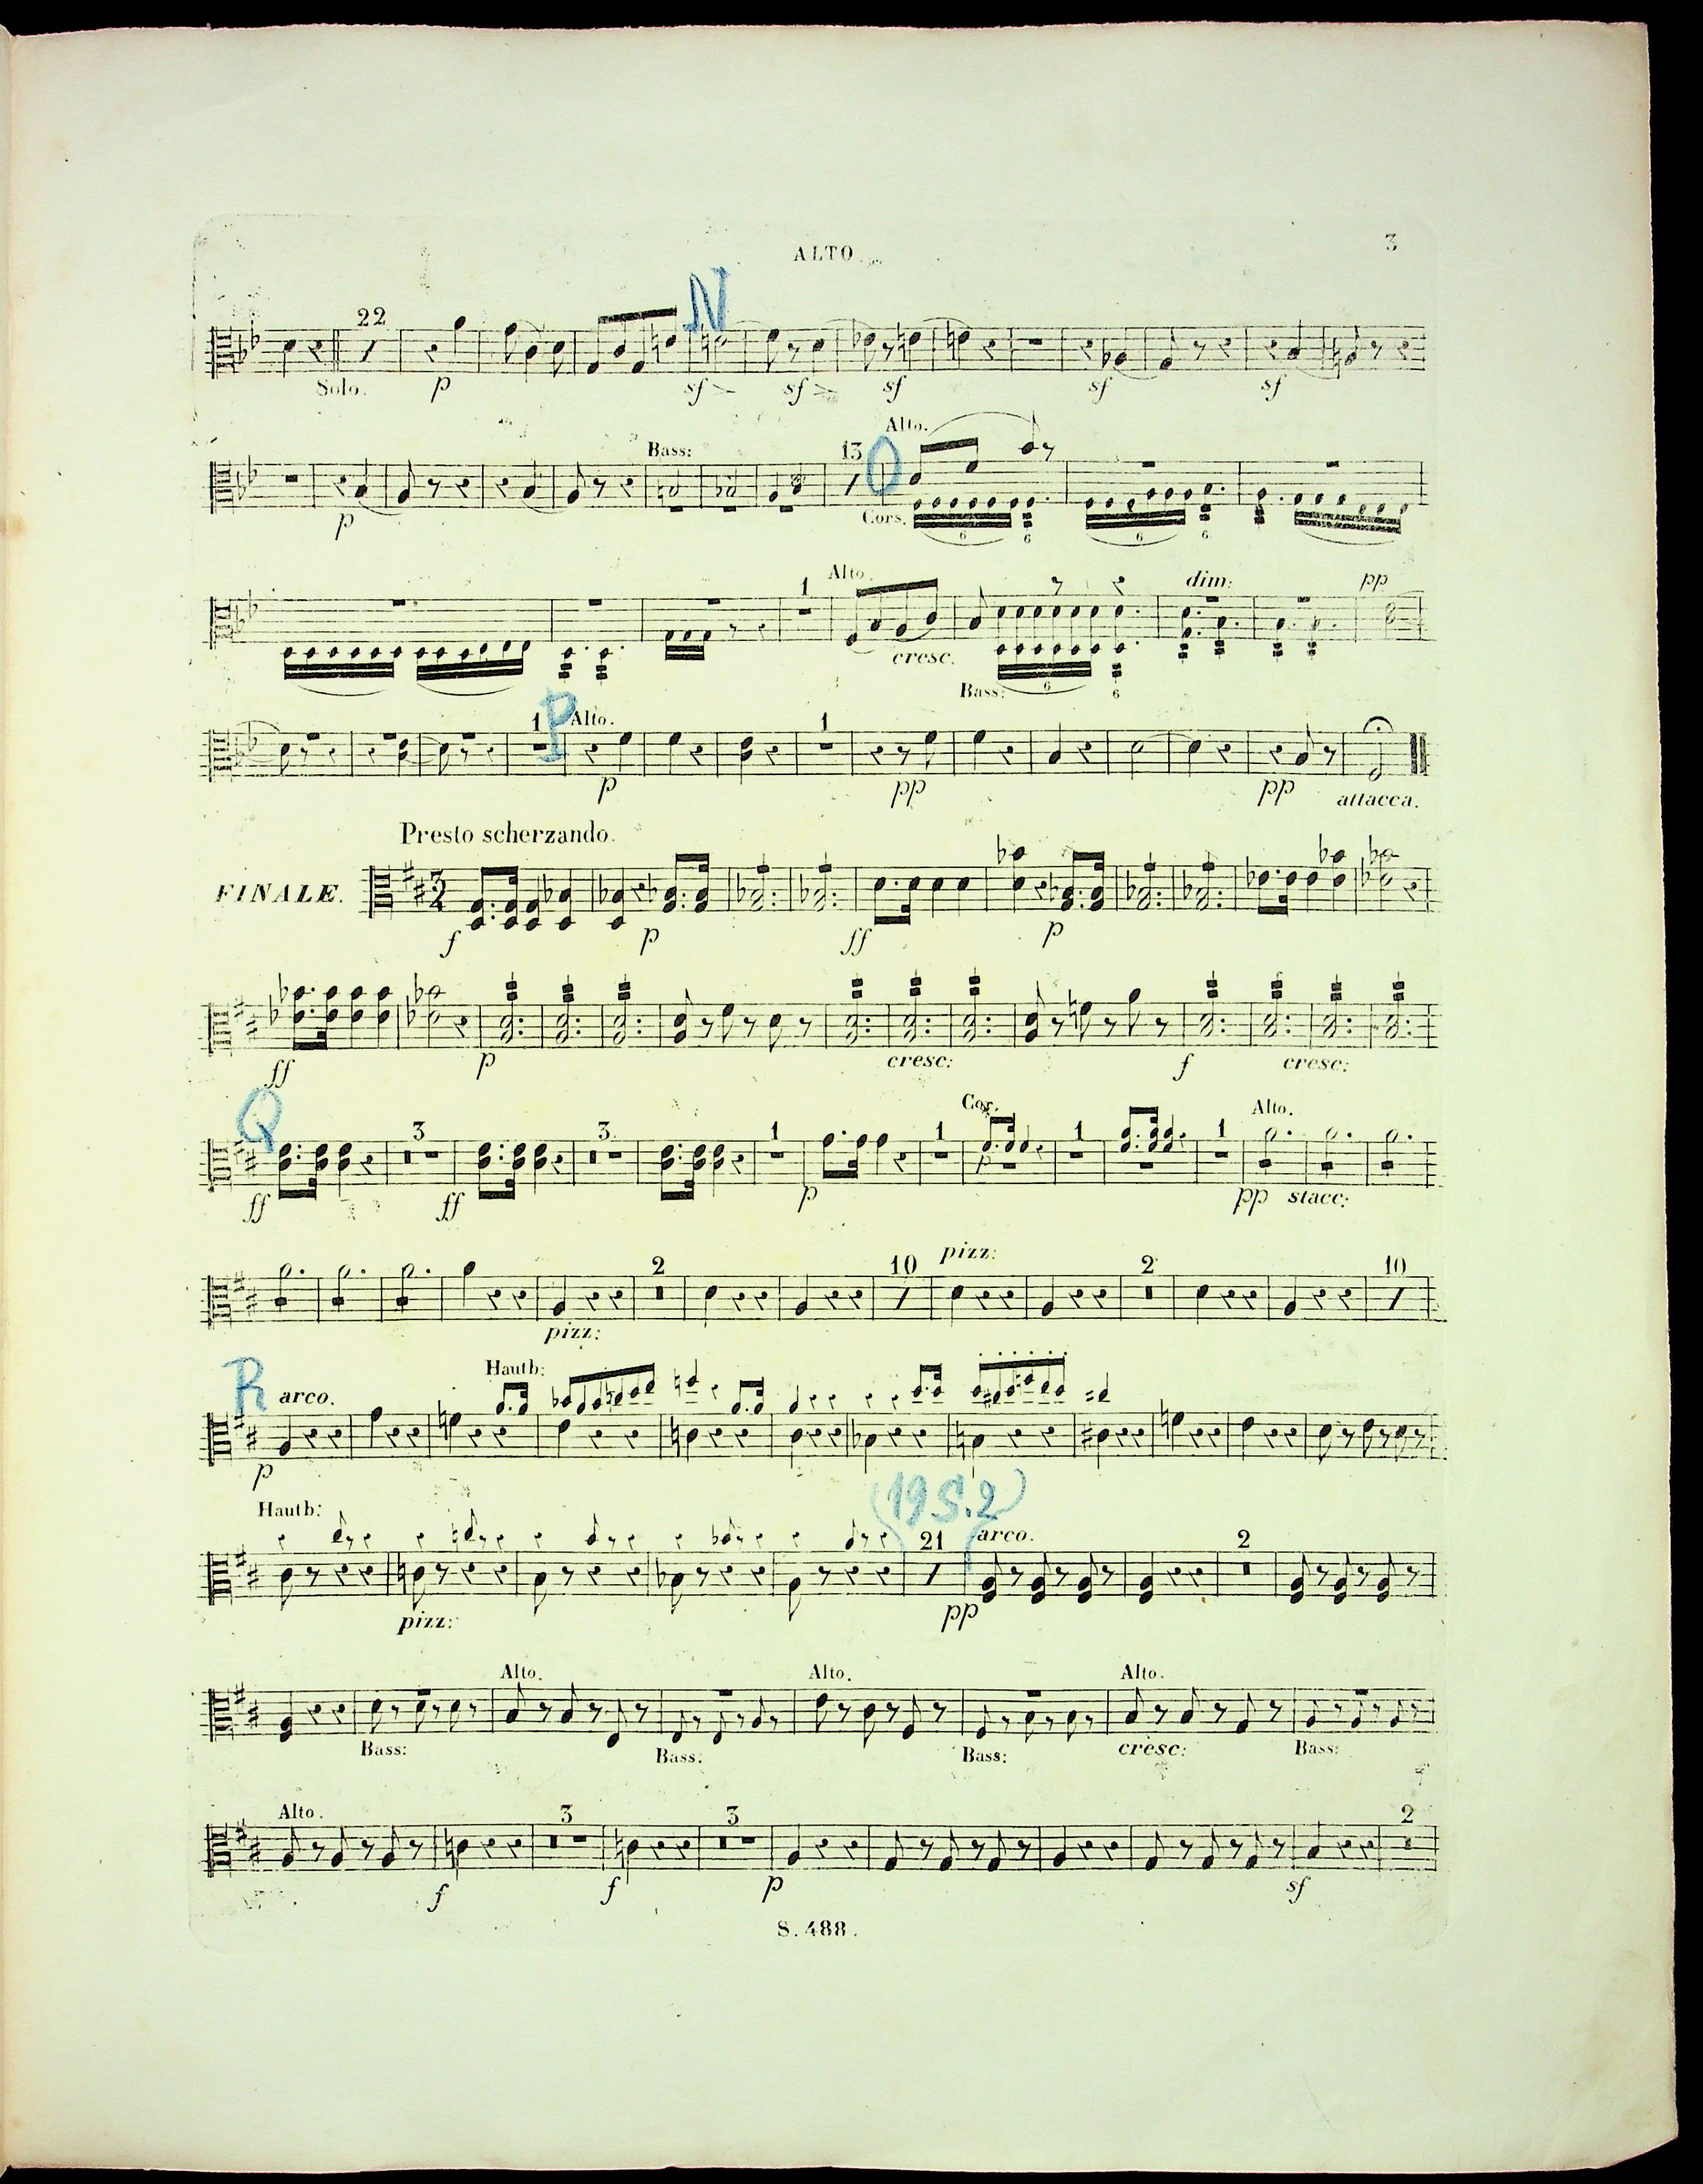 ALTO. 3
N
22
Solo. p sf sf sf sf sf
Alto.
Bass: 13 O
p Cors. 6 6 6 6
1 Alto. dim: pp
cresc.
Bass: 6 6
1 P Alto. 1
p pp pp attacca.
Presto scherzando.
FINALE. 3/4
f p ff p
ff p cresc: f cresc:
Q Cor. Alto.
3 3 1 1 1 1
ff ff p p pp stacc:
pizz:
2 10 2 10
pizz:
R arco. Hautb:
p
(19 S.2)
Hautb: 21 arco. 2
pizz: pp
Alto. Alto. Alto.
Bass: Bass: Bass: cresc: Bass:
Alto. 3 3 2
f f p sf
S. 488.